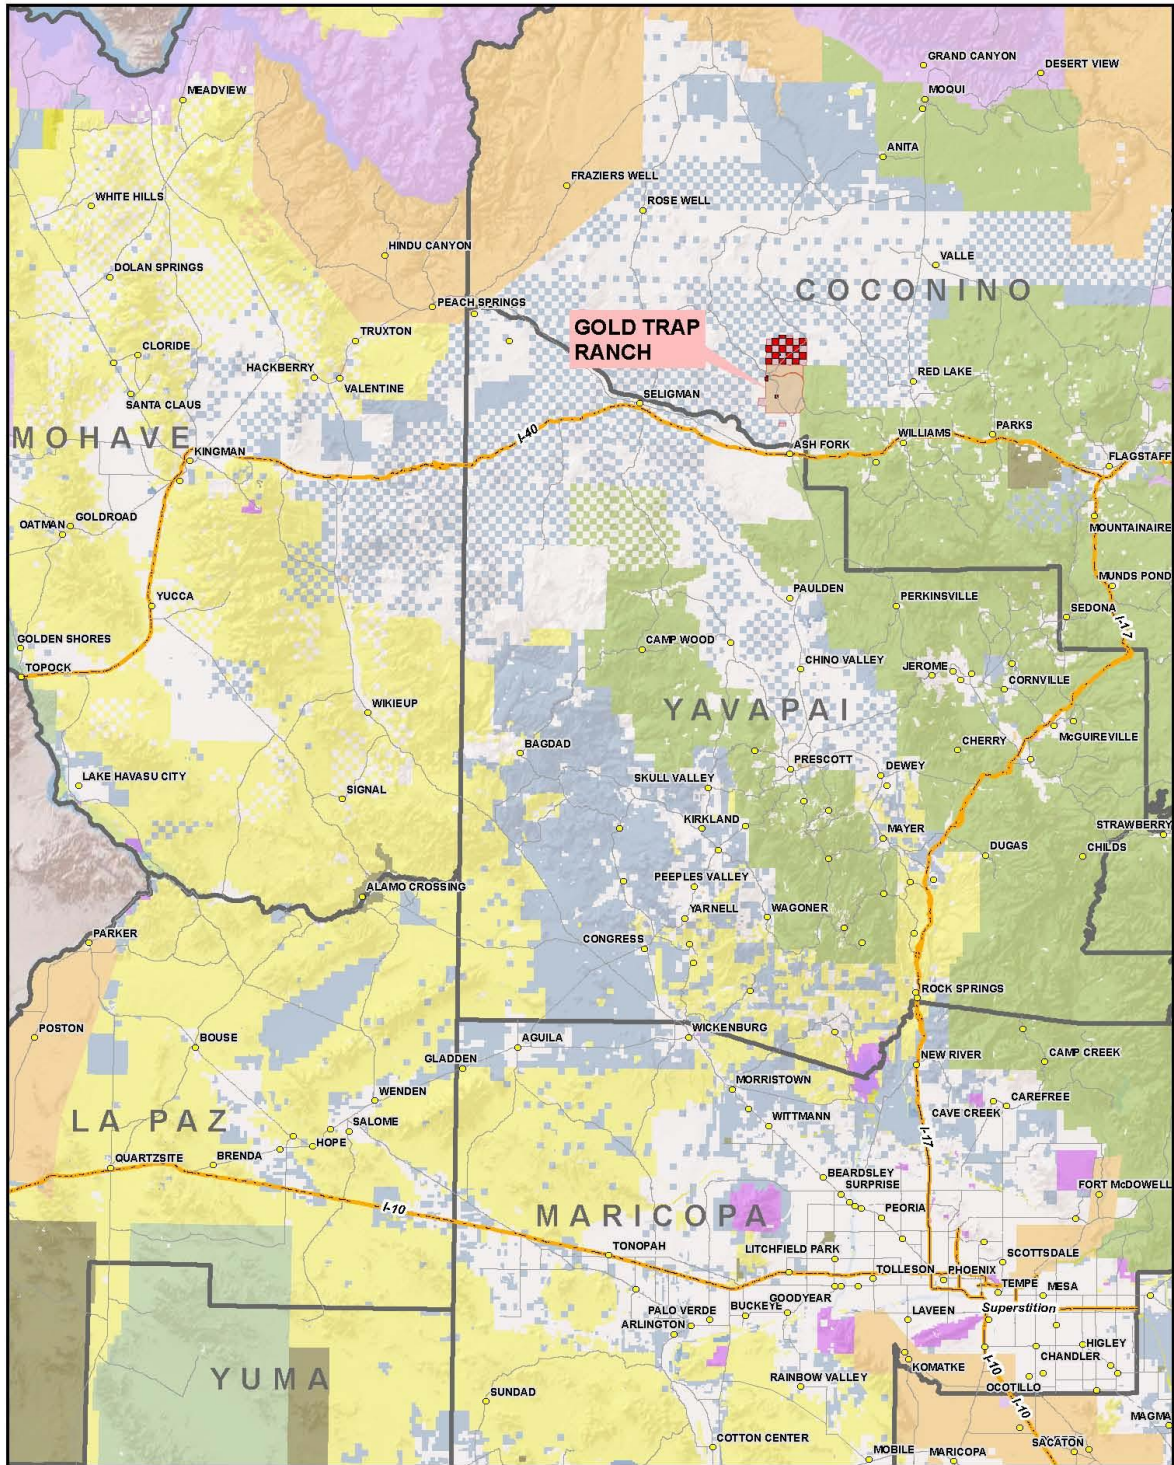 GRAND CANYON
DESERT VIEW
MEADVIEW
MOQUI
ANITA
FRAZIERS WELL
WHITE HILLS
ROSE WELL
HINDU CANYON
DOLAN SPRINGS
VALLE
COCONINO
PEACH SPRINGS
TRUXTON
GOLD TRAP
RANCH
CLORIDE
HACKBERRY
VALENTINE
RED LAKE
SANTA CLAUS
SELIGMAN
MOHAVE
I-40
PARKS
WILLIAMS
KINGMAN
ASH FORK
FLAGSTAFF
GOLDROAD
OATMAN
MOUNTAINAIRE
MUNDS POND
YUCCA
PAULDEN
PERKINSVILLE
SEDONA
I-17
GOLDEN SHORES
CAMP WOOD
TOPOCK
CHINO VALLEY
JEROME
CORNVILLE
WIKIEUP
YAVAPAI
McGUIREVILLE
BAGDAD
CHERRY
PRESCOTT
LAKE HAVASU CITY
SKULL VALLEY
DEWEY
SIGNAL
KIRKLAND
STRAWBERRY
MAYER
DUGAS
CHILDS
PEEPLES VALLEY
ALAMO CROSSING
YARNELL
WAGONER
PARKER
CONGRESS
ROCK SPRINGS
POSTON
BOUSE
AGUILA
WICKENBURG
GLADDEN
NEW RIVER
CAMP CREEK
MORRISTOWN
WENDEN
CAREFREE
CAVE CREEK
LA PAZ
SALOME
WITTMANN
HOPE
I-17
QUARTZSITE
BRENDA
BEARDSLEY
SURPRISE
FORT McDOWELL
I-10
MARICOPA
PEORIA
TONOPAH
LITCHFIELD PARK
SCOTTSDALE
TOLLESON
PHOENIX
TEMPE
MESA
GOODYEAR
BUCKEYE
PALO VERDE
Superstition
ARLINGTON
LAVEEN
HIGLEY
CHANDLER
I-10
KOMATKE
YUMA
RAINBOW VALLEY
OCOTILLO
SUNDAD
I-10
MAGMA
COTTON CENTER
SACATON
MOBILE
MARICOPA